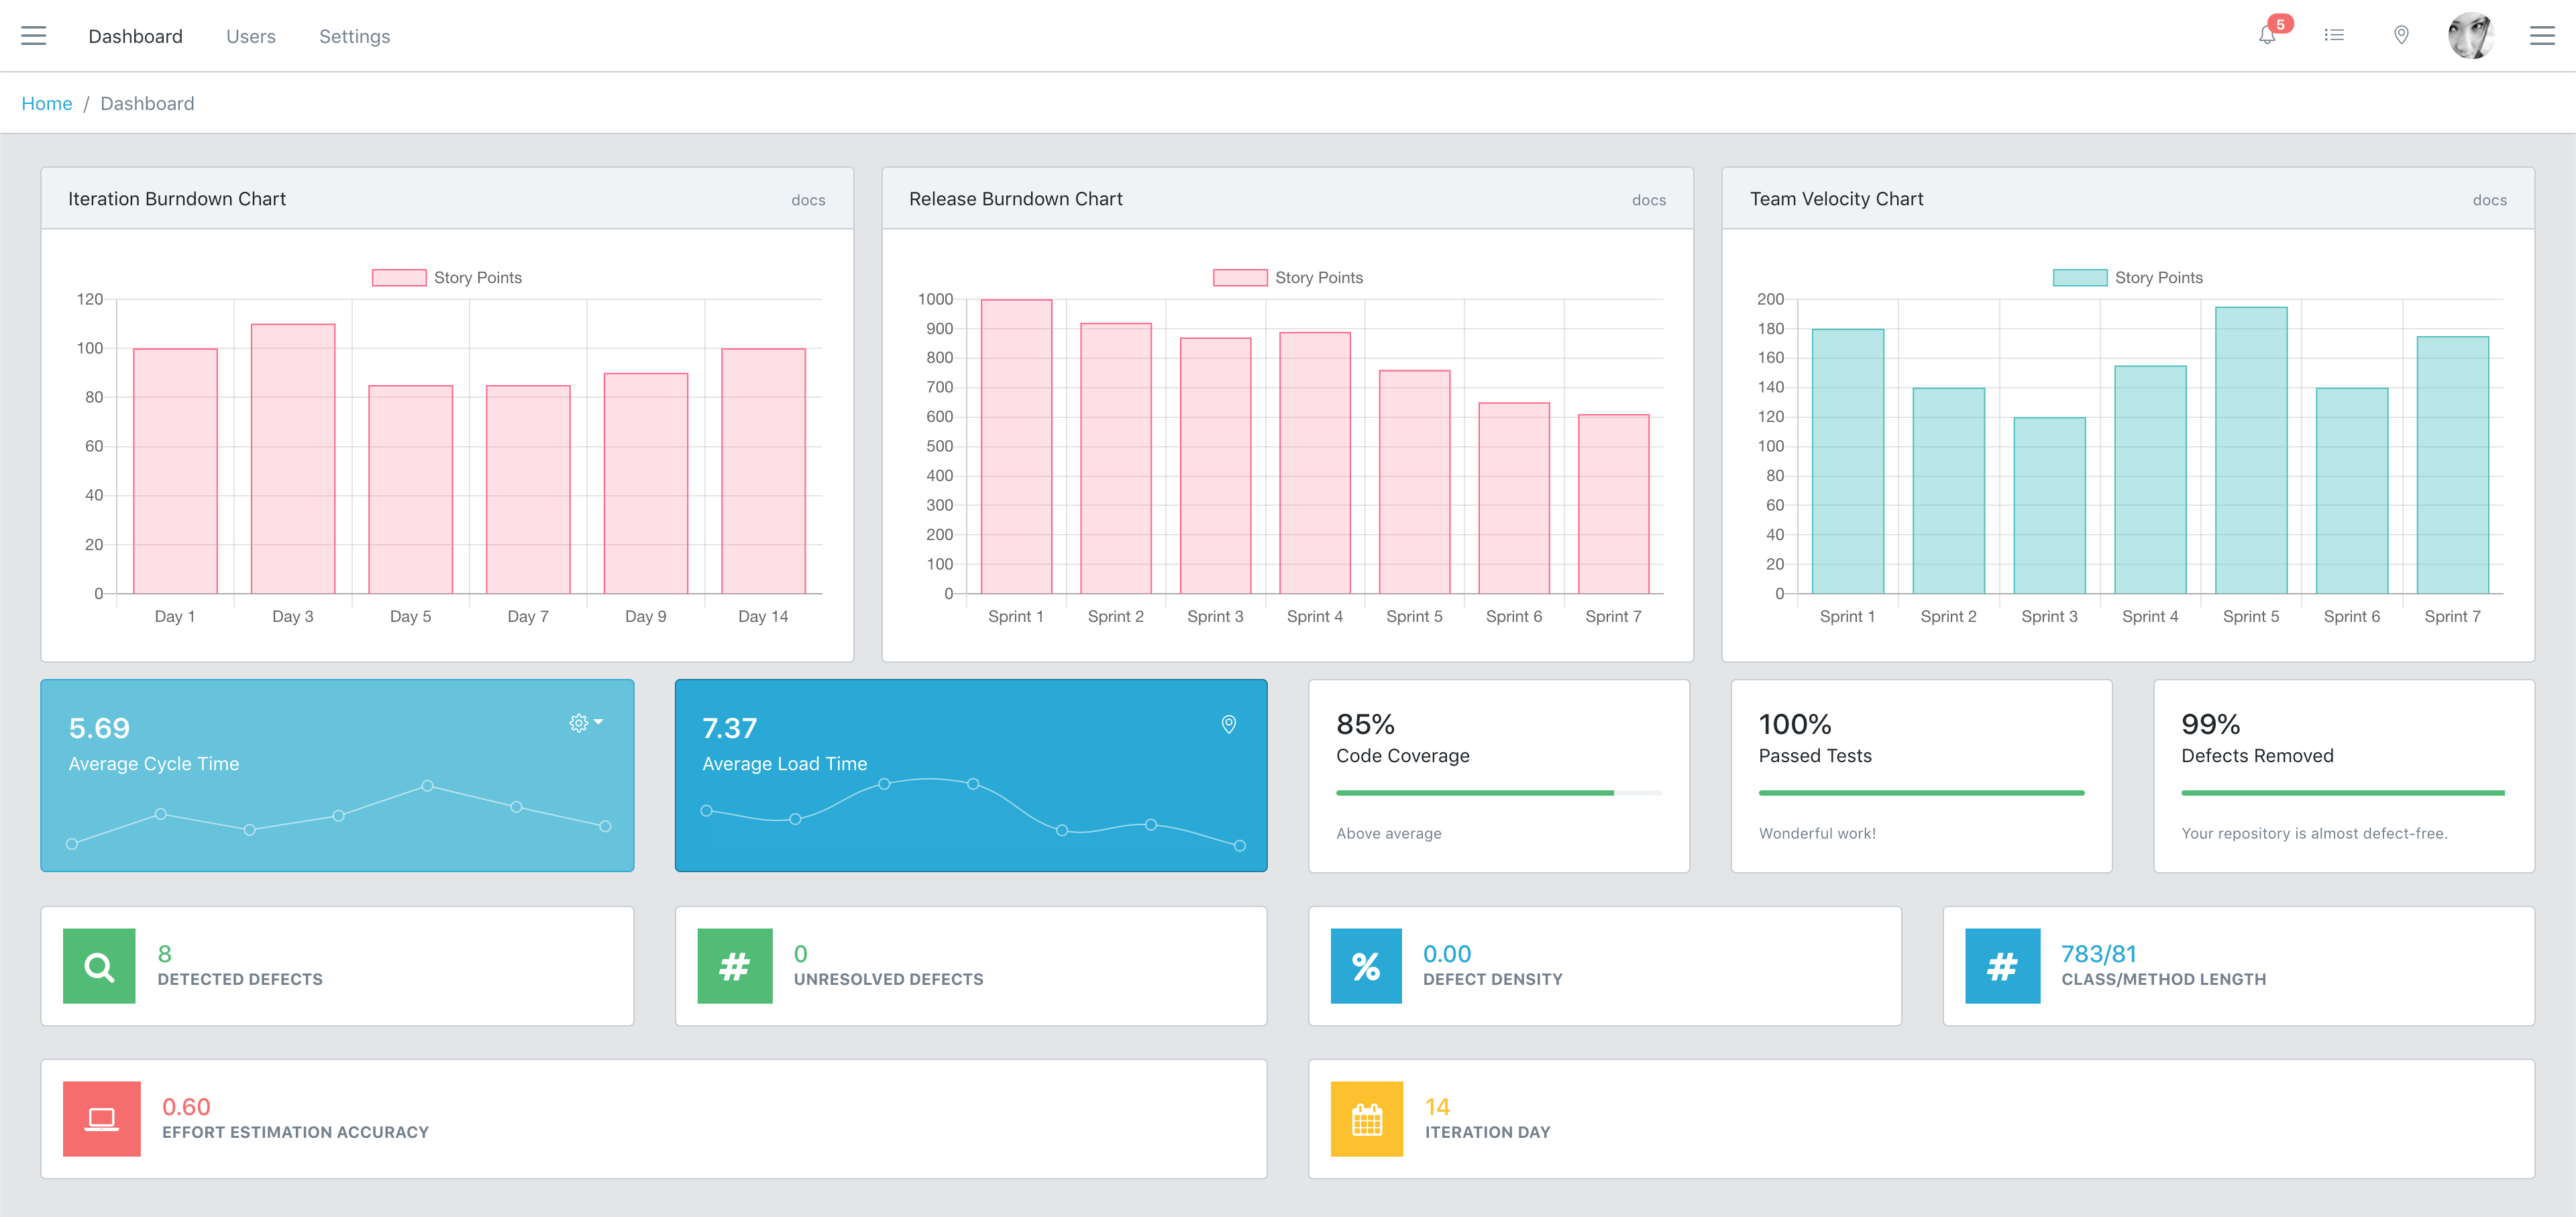 Dashboard Users Settings 5
Home / Dashboard
Iteration Burndown Chart docs
Story Points
120
100
80
60
40
20
0
Day 1 Day 3 Day 5 Day 7 Day 9 Day 14
Release Burndown Chart docs
Story Points
1000
900
800
700
600
500
400
300
200
100
0
Sprint 1 Sprint 2 Sprint 3 Sprint 4 Sprint 5 Sprint 6 Sprint 7
Team Velocity Chart docs
Story Points
200
180
160
140
120
100
80
60
40
20
0
Sprint 1 Sprint 2 Sprint 3 Sprint 4 Sprint 5 Sprint 6 Sprint 7
5.69
Average Cycle Time
7.37
Average Load Time
85%
Code Coverage
Above average
100%
Passed Tests
Wonderful work!
99%
Defects Removed
Your repository is almost defect-free.
8
DETECTED DEFECTS
#
0
UNRESOLVED DEFECTS
%
0.00
DEFECT DENSITY
#
783/81
CLASS/METHOD LENGTH
0.60
EFFORT ESTIMATION ACCURACY
14
ITERATION DAY